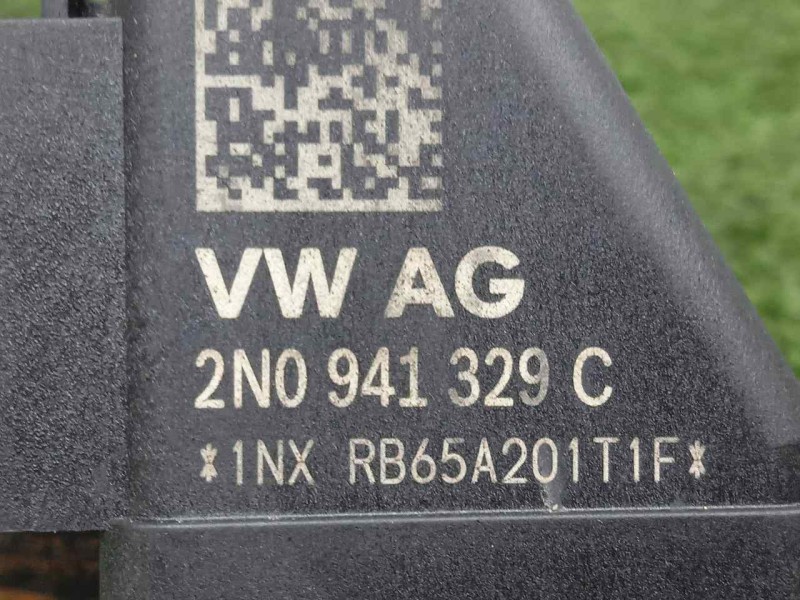 VW AG
2N0 941 329 C
*1NX RB65A201T1F*